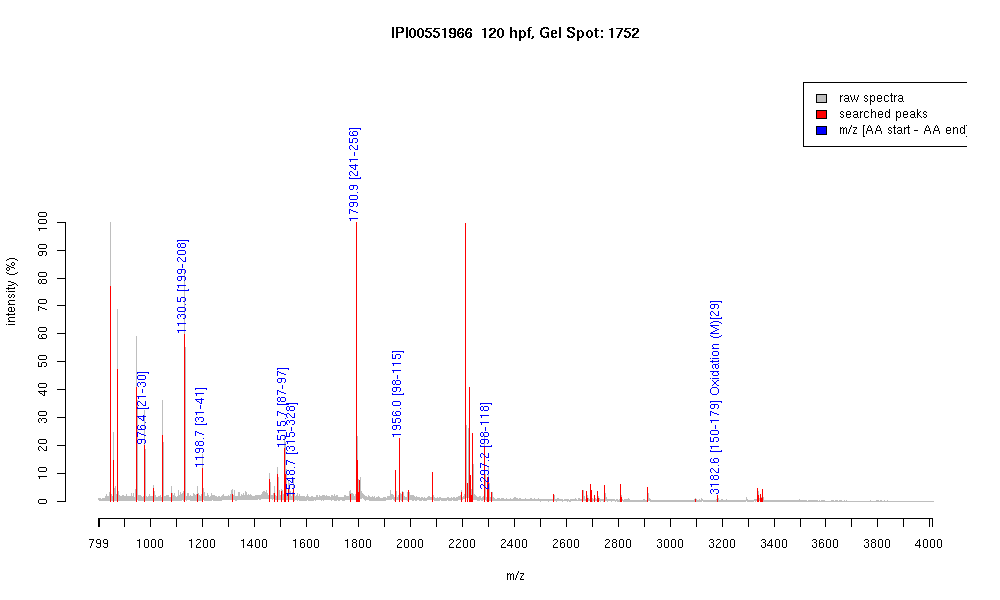 IPI00551966 120 hpf, Gel Spot: 1752
raw spectra
searched peaks
m/z [AA start - AA end]
1790.9 [241-256]
1130.5 [199-208]
976.4 [21-30]
1198.7 [31-41]
1515.7 [87-97]
1548.7 [315-328]
1956.0 [98-115]
2297.2 [98-118]
3182.6 [150-179] Oxidation (M)[29]
intensity (%)
100
90
80
70
60
50
40
30
20
10
0
799 1000 1200 1400 1600 1800 2000 2200 2400 2600 2800 3000 3200 3400 3600 3800 4000
m/z